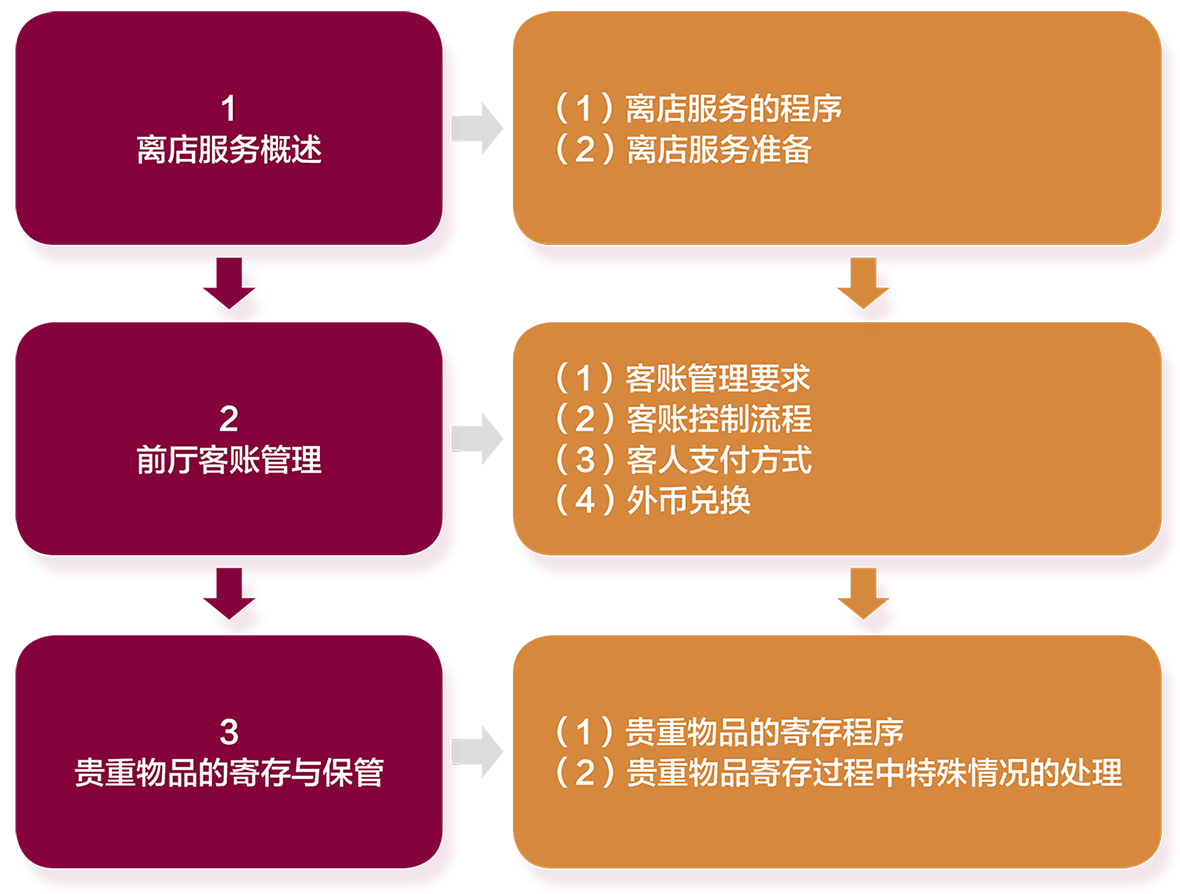 1
离店服务概述
（1）离店服务的程序
（2）离店服务准备
2
前厅客账管理
（1）客账管理要求
（2）客账控制流程
（3）客人支付方式
（4）外币兑换
3
贵重物品的寄存与保管
（1）贵重物品的寄存程序
（2）贵重物品寄存过程中特殊情况的处理